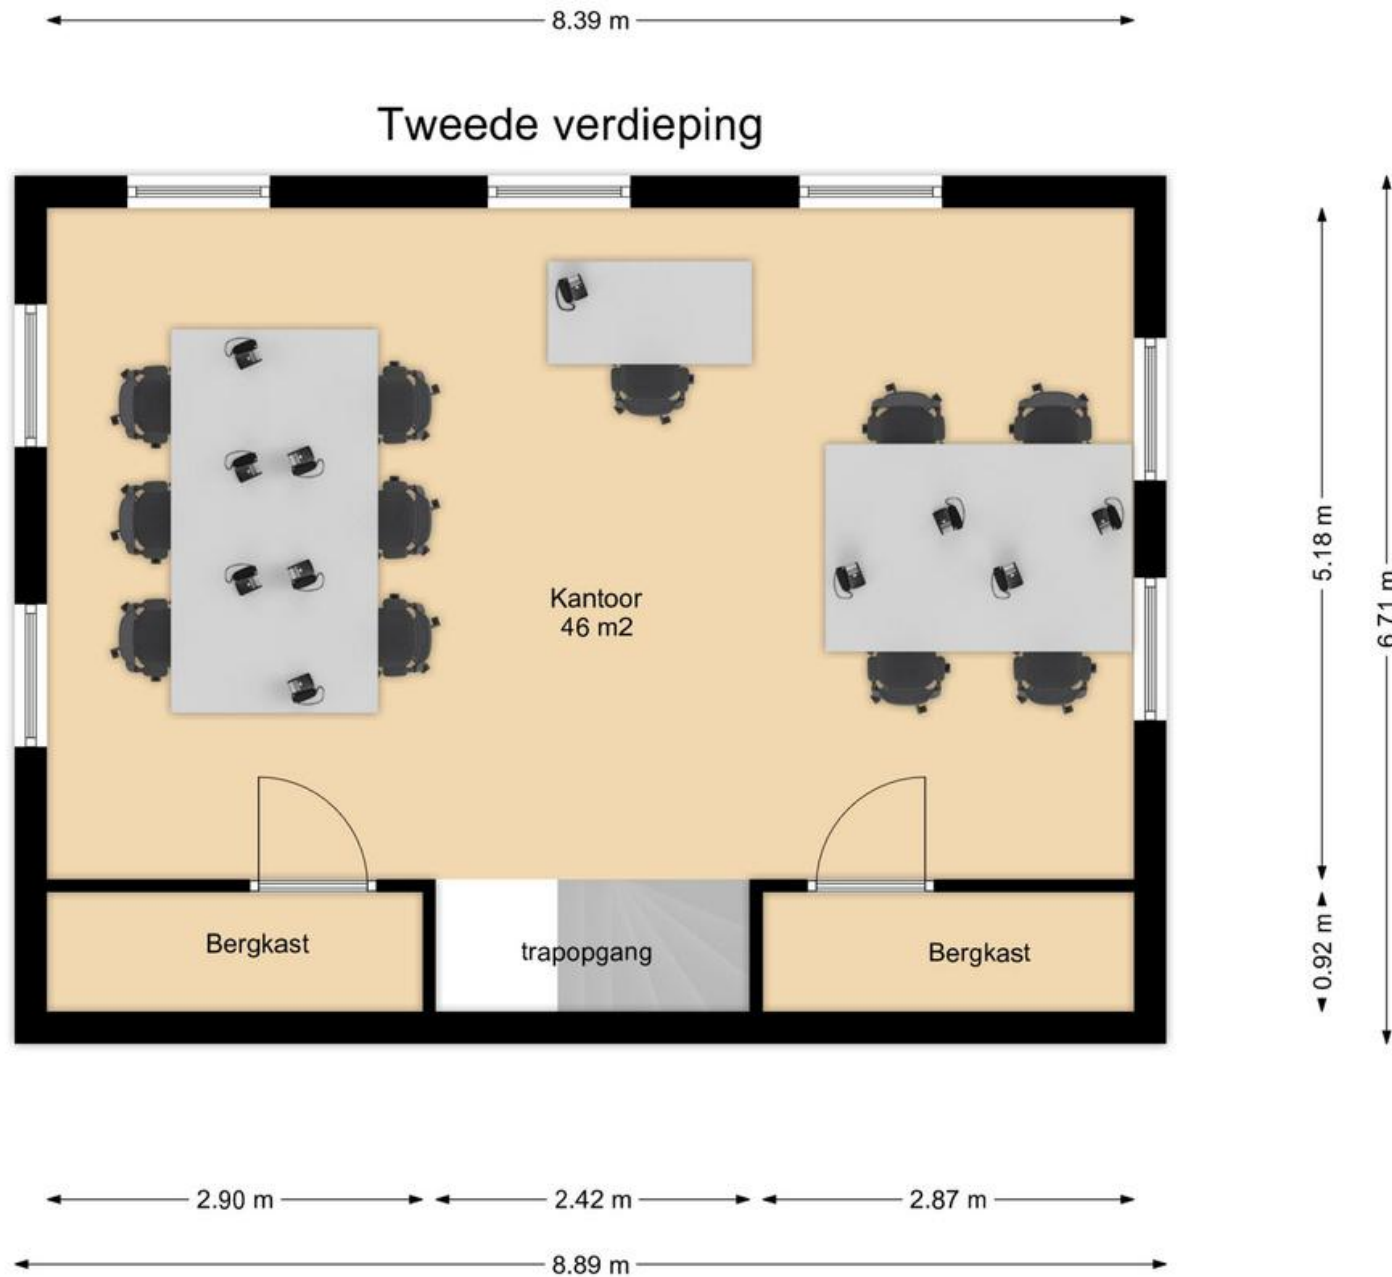 8.39 m
Tweede verdieping
5.18 m
6.71 m
Kantoor
46 m2
Bergkast
trapopgang
Bergkast
0.92 m
2.90 m
2.42 m
2.87 m
8.89 m